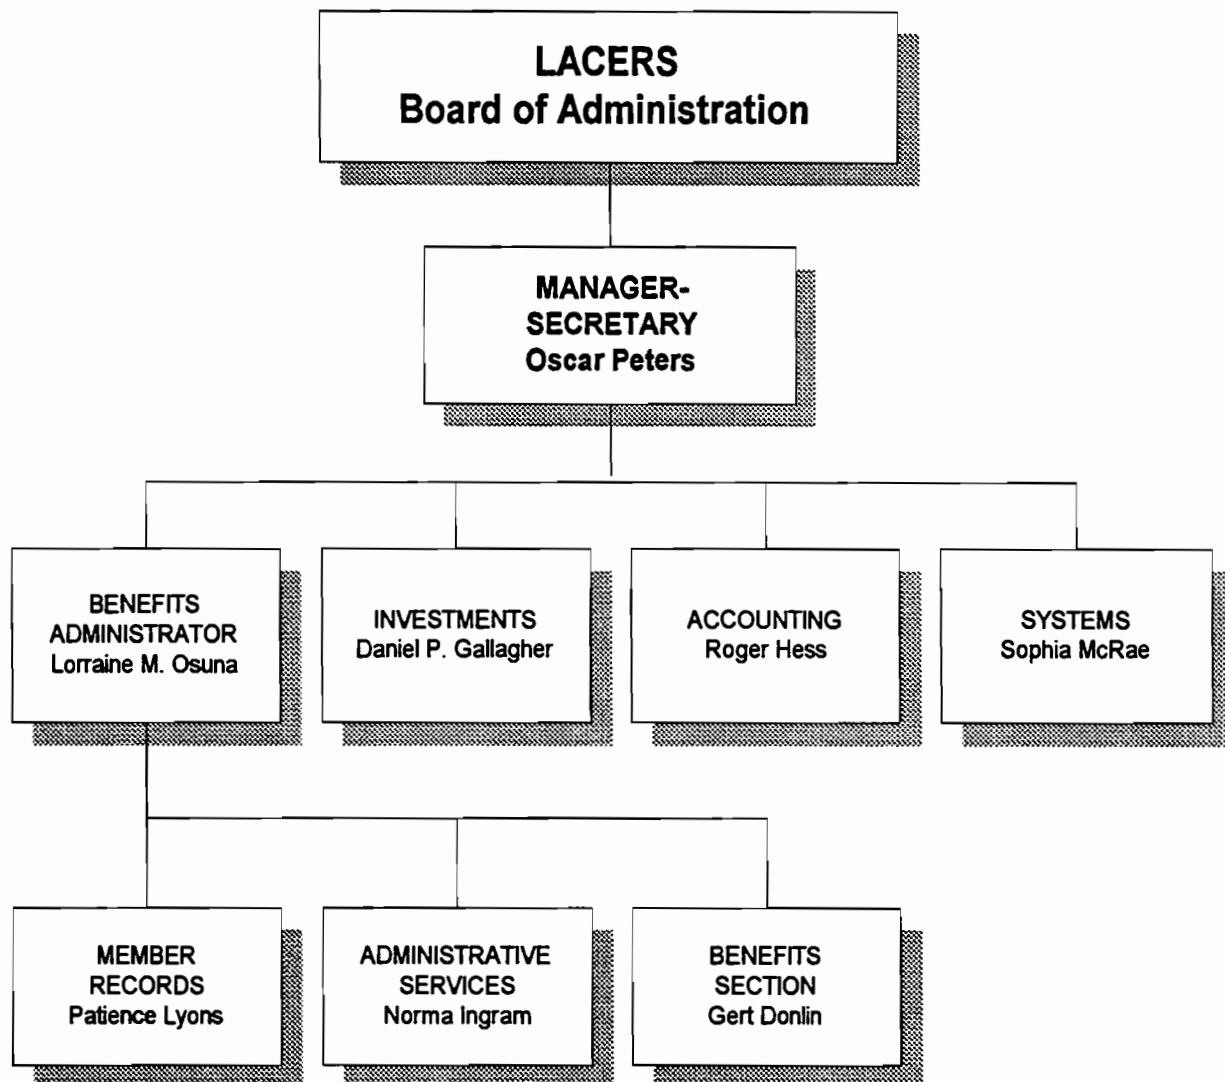 LACERS
Board of Administration
MANAGER-
SECRETARY
Oscar Peters
BENEFITS
ADMINISTRATOR
Lorraine M. Osuna
INVESTMENTS
Daniel P. Gallagher
ACCOUNTING
Roger Hess
SYSTEMS
Sophia McRae
MEMBER
RECORDS
Patience Lyons
ADMINISTRATIVE
SERVICES
Norma Ingram
BENEFITS
SECTION
Gert Donlin